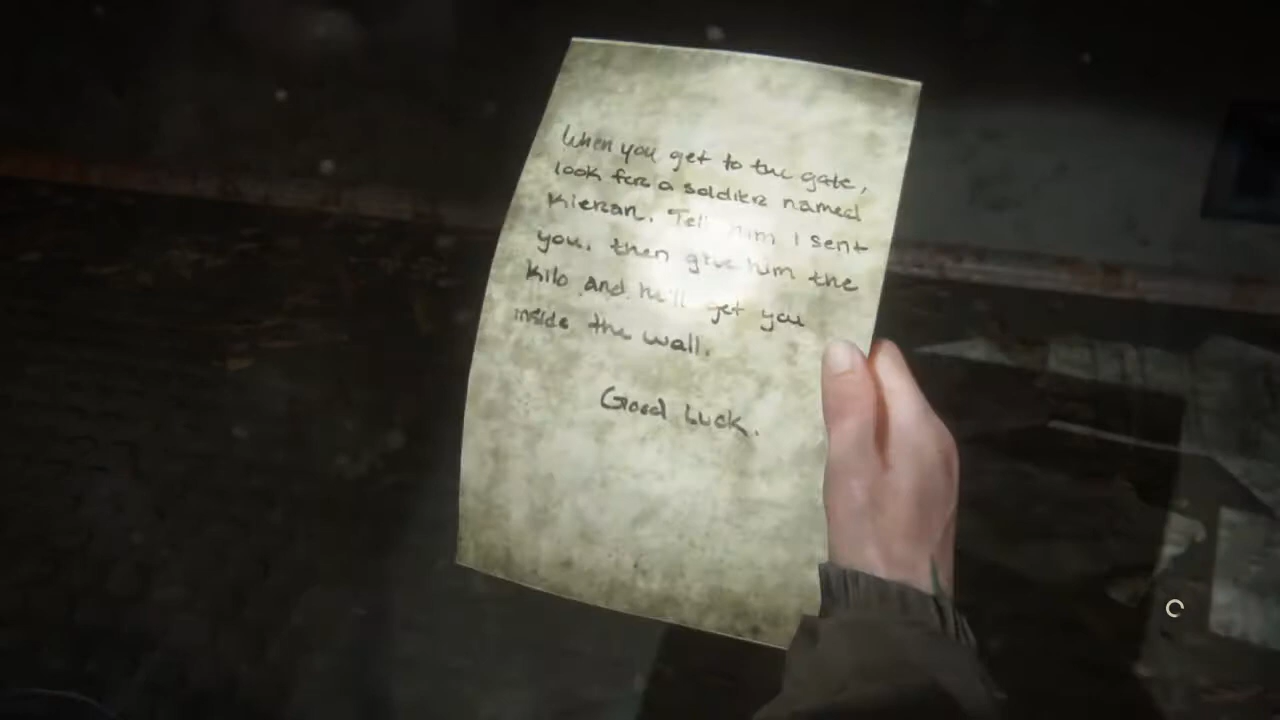 When you get to the gate,
look for a soldier named
Kieran. Tell him I sent
you, then give him the
kilo and he'll get you
inside the wall.
Good Luck.